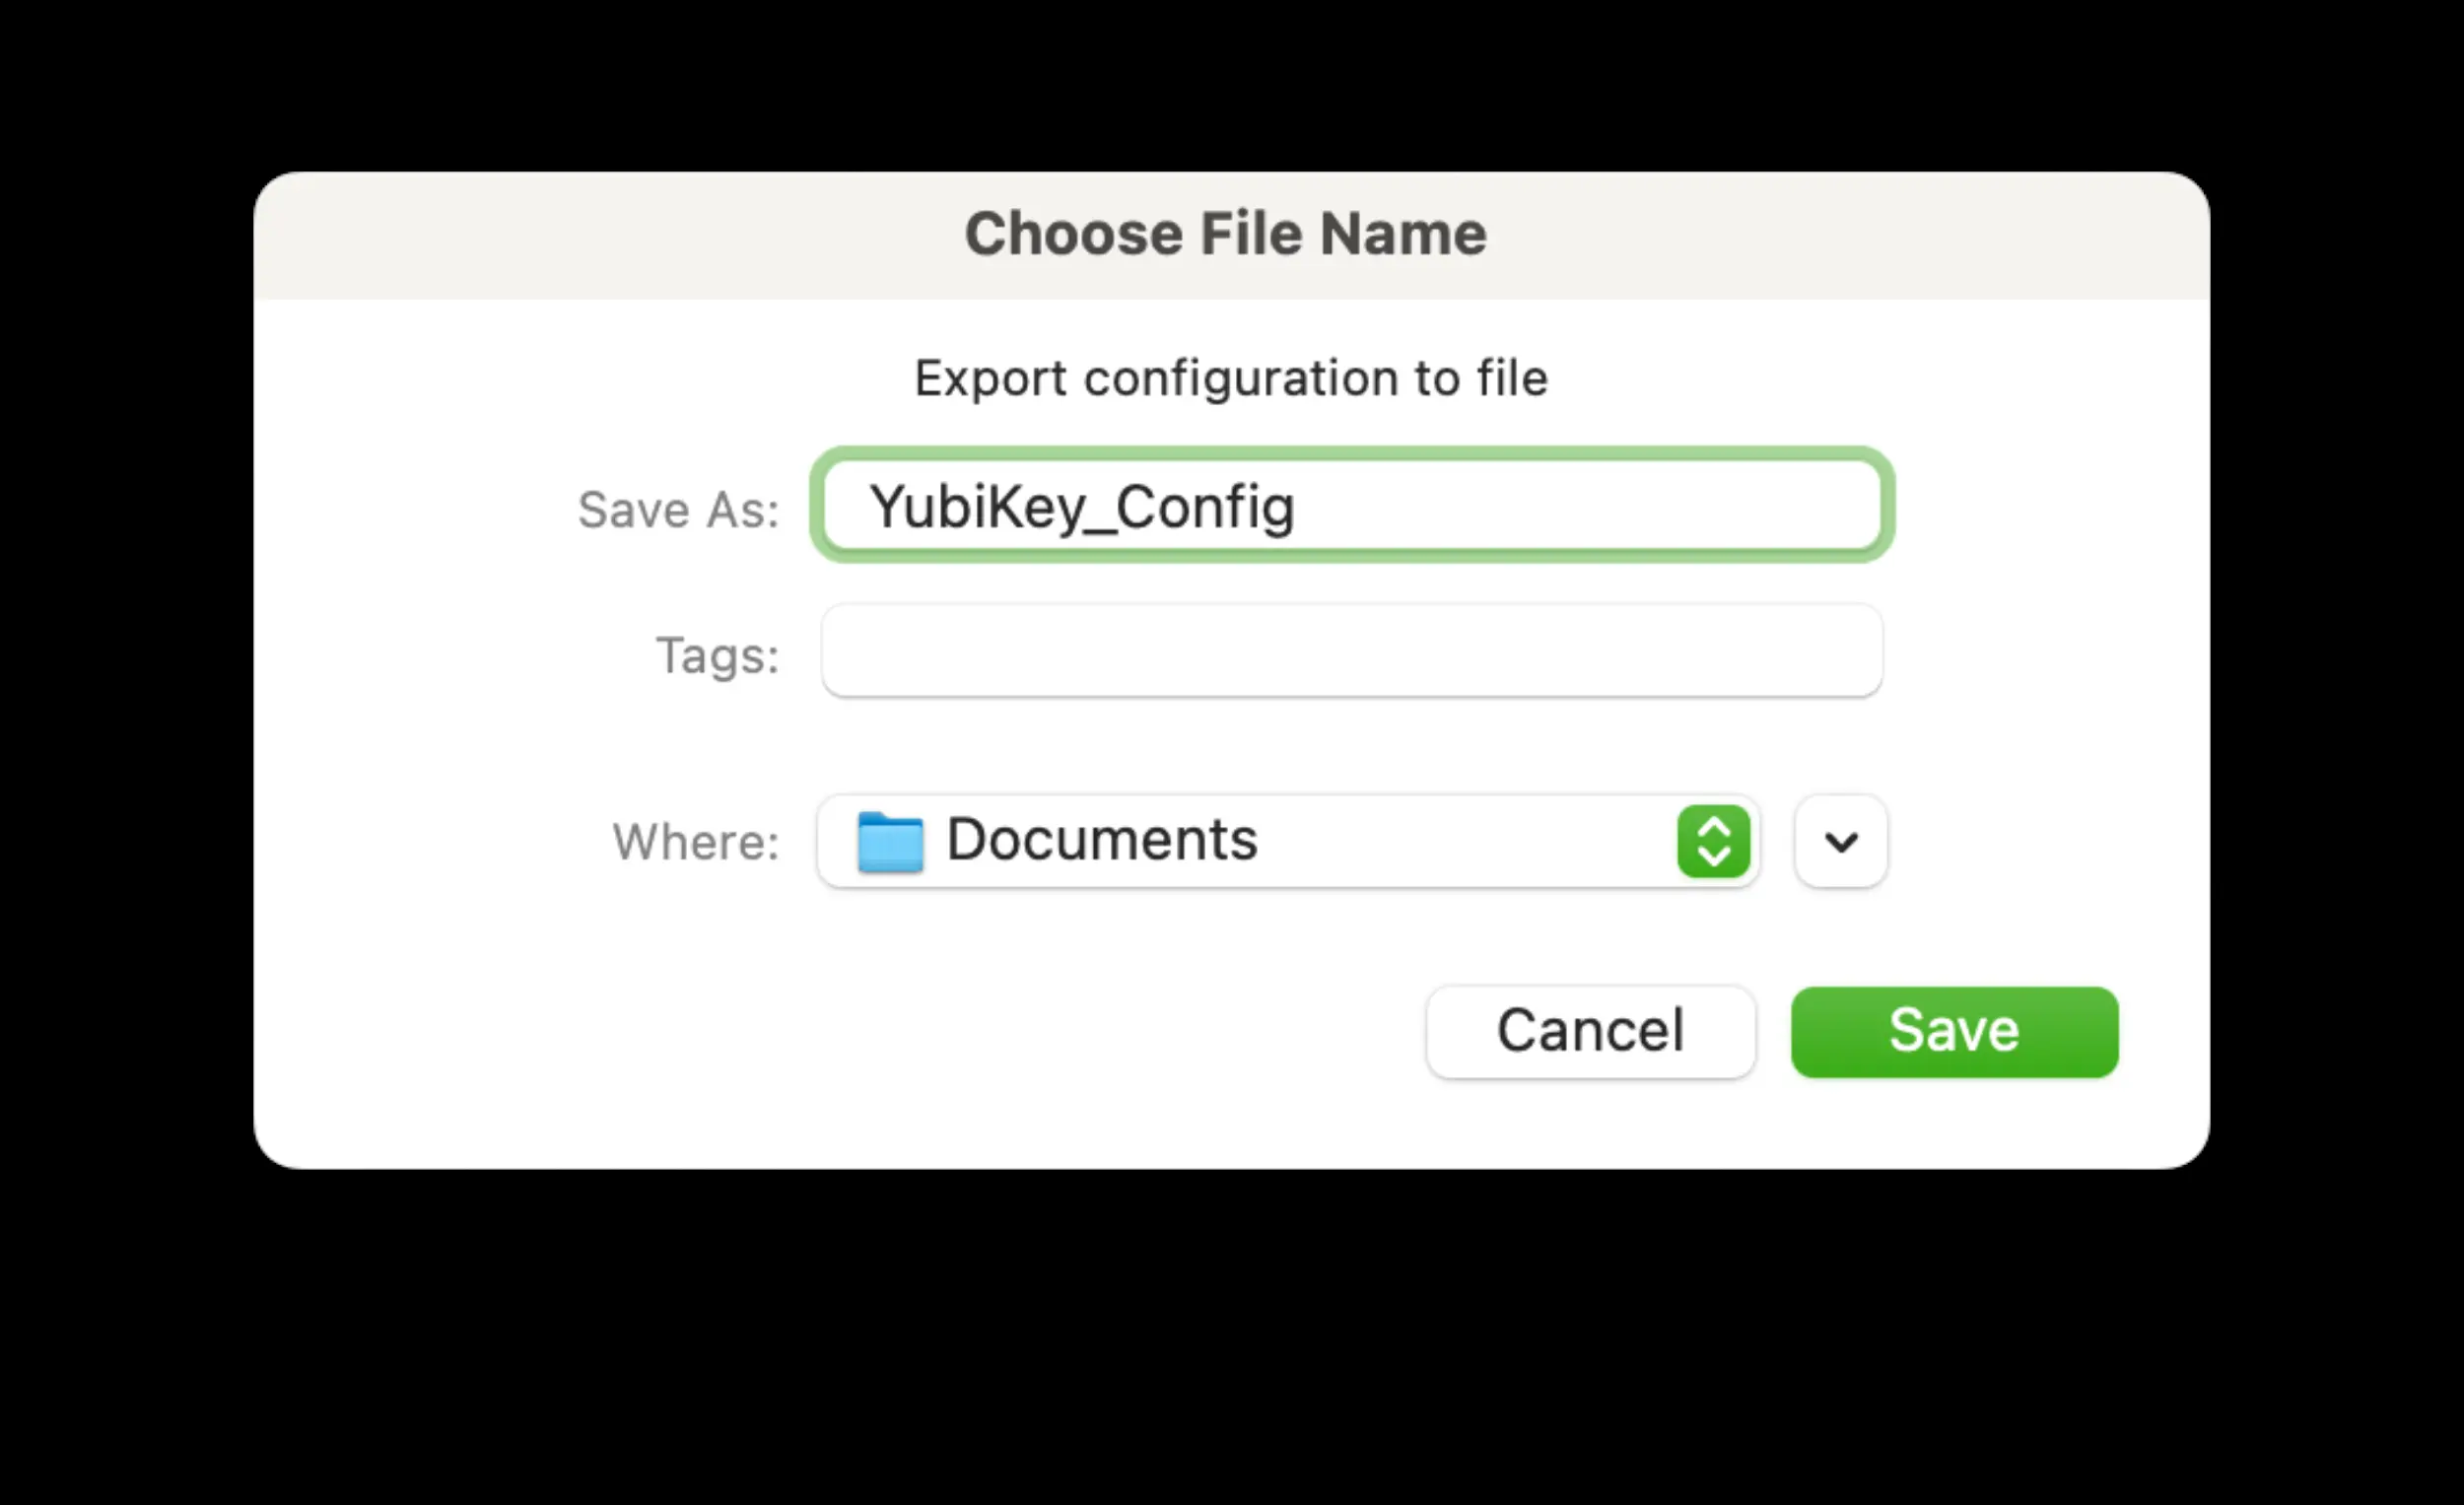 Choose File Name
Export configuration to file
Save As: YubiKey_Config
Tags:
Where: Documents
Cancel Save